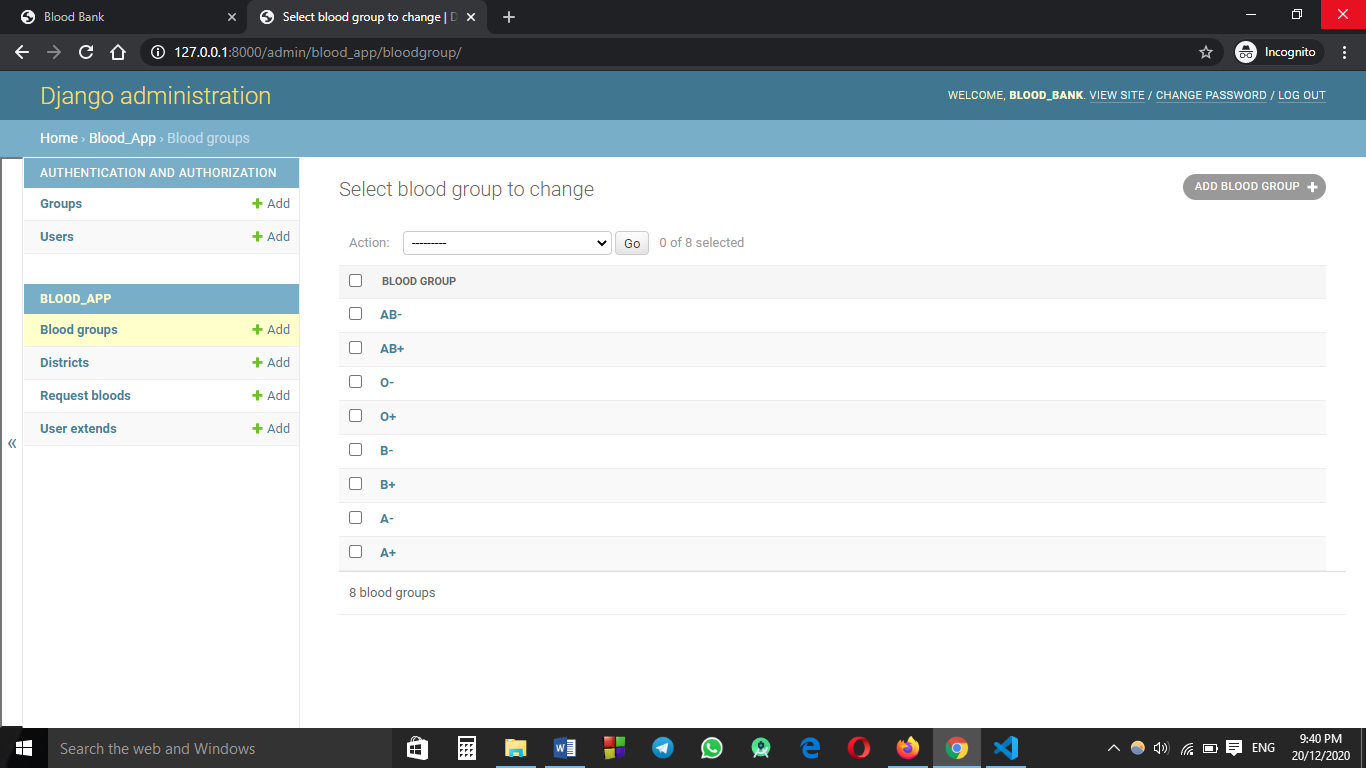 Blood Bank
Select blood group to change | D
127.0.0.1:8000/admin/blood_app/bloodgroup/
Incognito
Django administration
WELCOME, BLOOD_BANK. VIEW SITE / CHANGE PASSWORD / LOG OUT
Home › Blood_App › Blood groups
AUTHENTICATION AND AUTHORIZATION
Groups + Add
Users + Add
BLOOD_APP
Blood groups + Add
Districts + Add
Request bloods + Add
User extends + Add
«
Select blood group to change
ADD BLOOD GROUP +
Action: --------- Go 0 of 8 selected
BLOOD GROUP
AB-
AB+
O-
O+
B-
B+
A-
A+
8 blood groups
Search the web and Windows
ENG
9:40 PM
20/12/2020